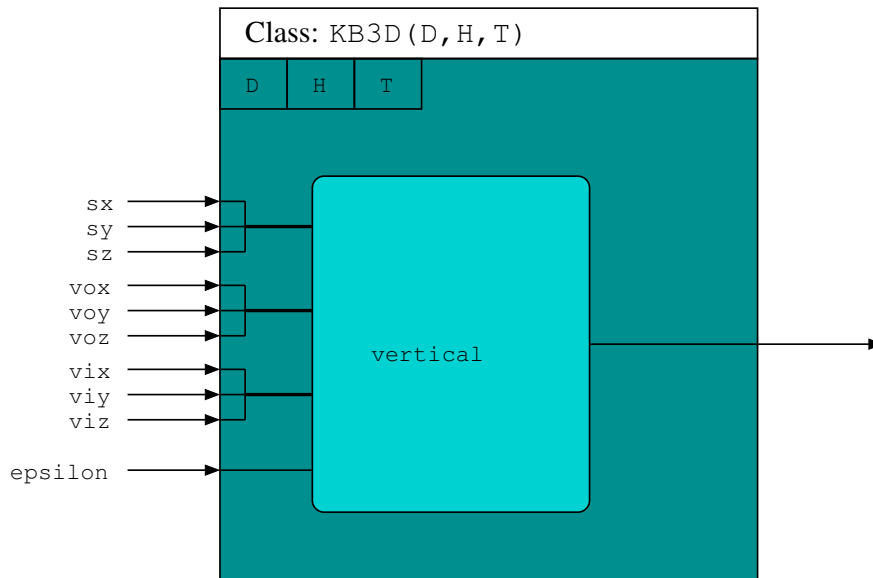 Class: KB3D(D,H,T)
D H T
sx
sy
sz
vox
voy
voz
vertical
vix
viy
viz
epsilon